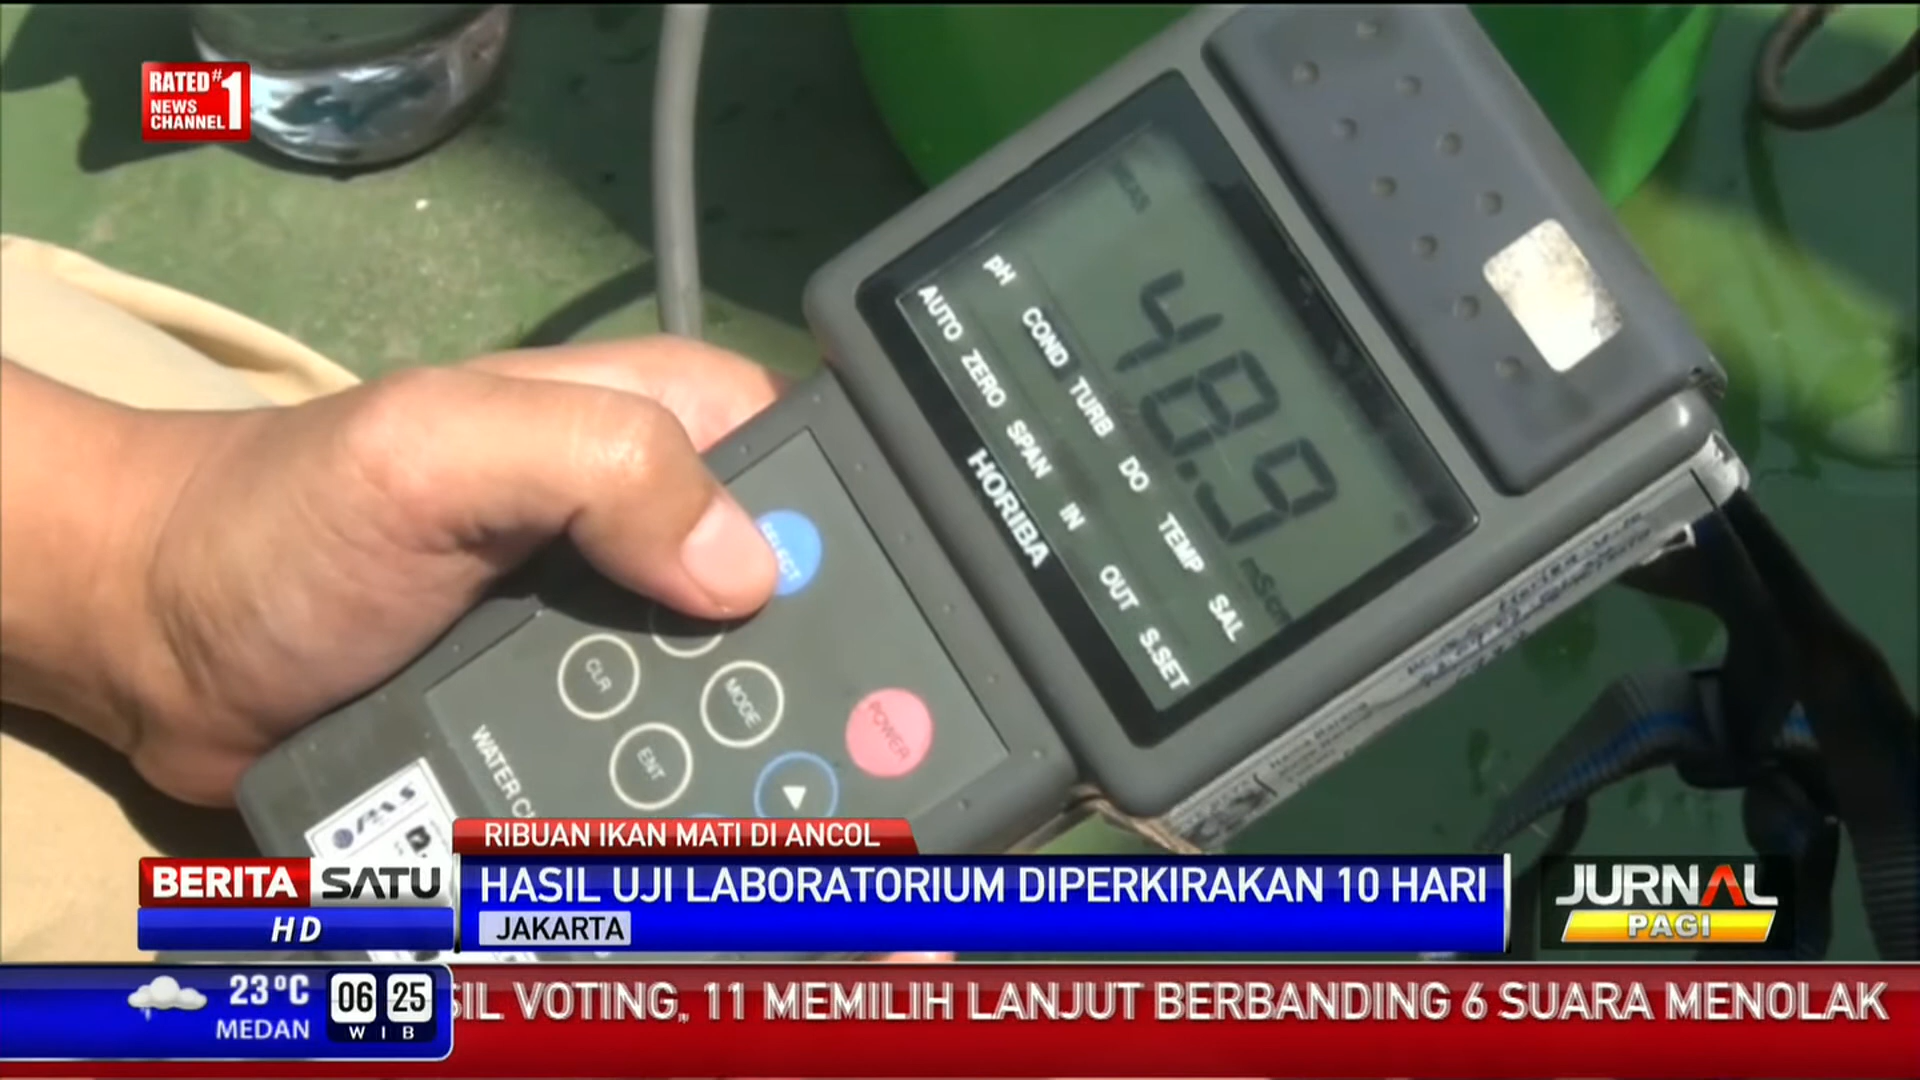 RATED #1
NEWS
CHANNEL
MEAS
48.9
pH COND TURB DO TEMP SAL
AUTO ZERO SPAN IN OUT S.SET
HORIBA
SELECT
CLR
MODE
POWER
ENT
WATER
RIBUAN IKAN MATI DI ANCOL
BERITA SATU
HD
HASIL UJI LABORATORIUM DIPERKIRAKAN 10 HARI
JAKARTA
JURNAL
PAGI
23°C
MEDAN
06 25
WIB
SIL VOTING, 11 MEMILIH LANJUT BERBANDING 6 SUARA MENOLAK